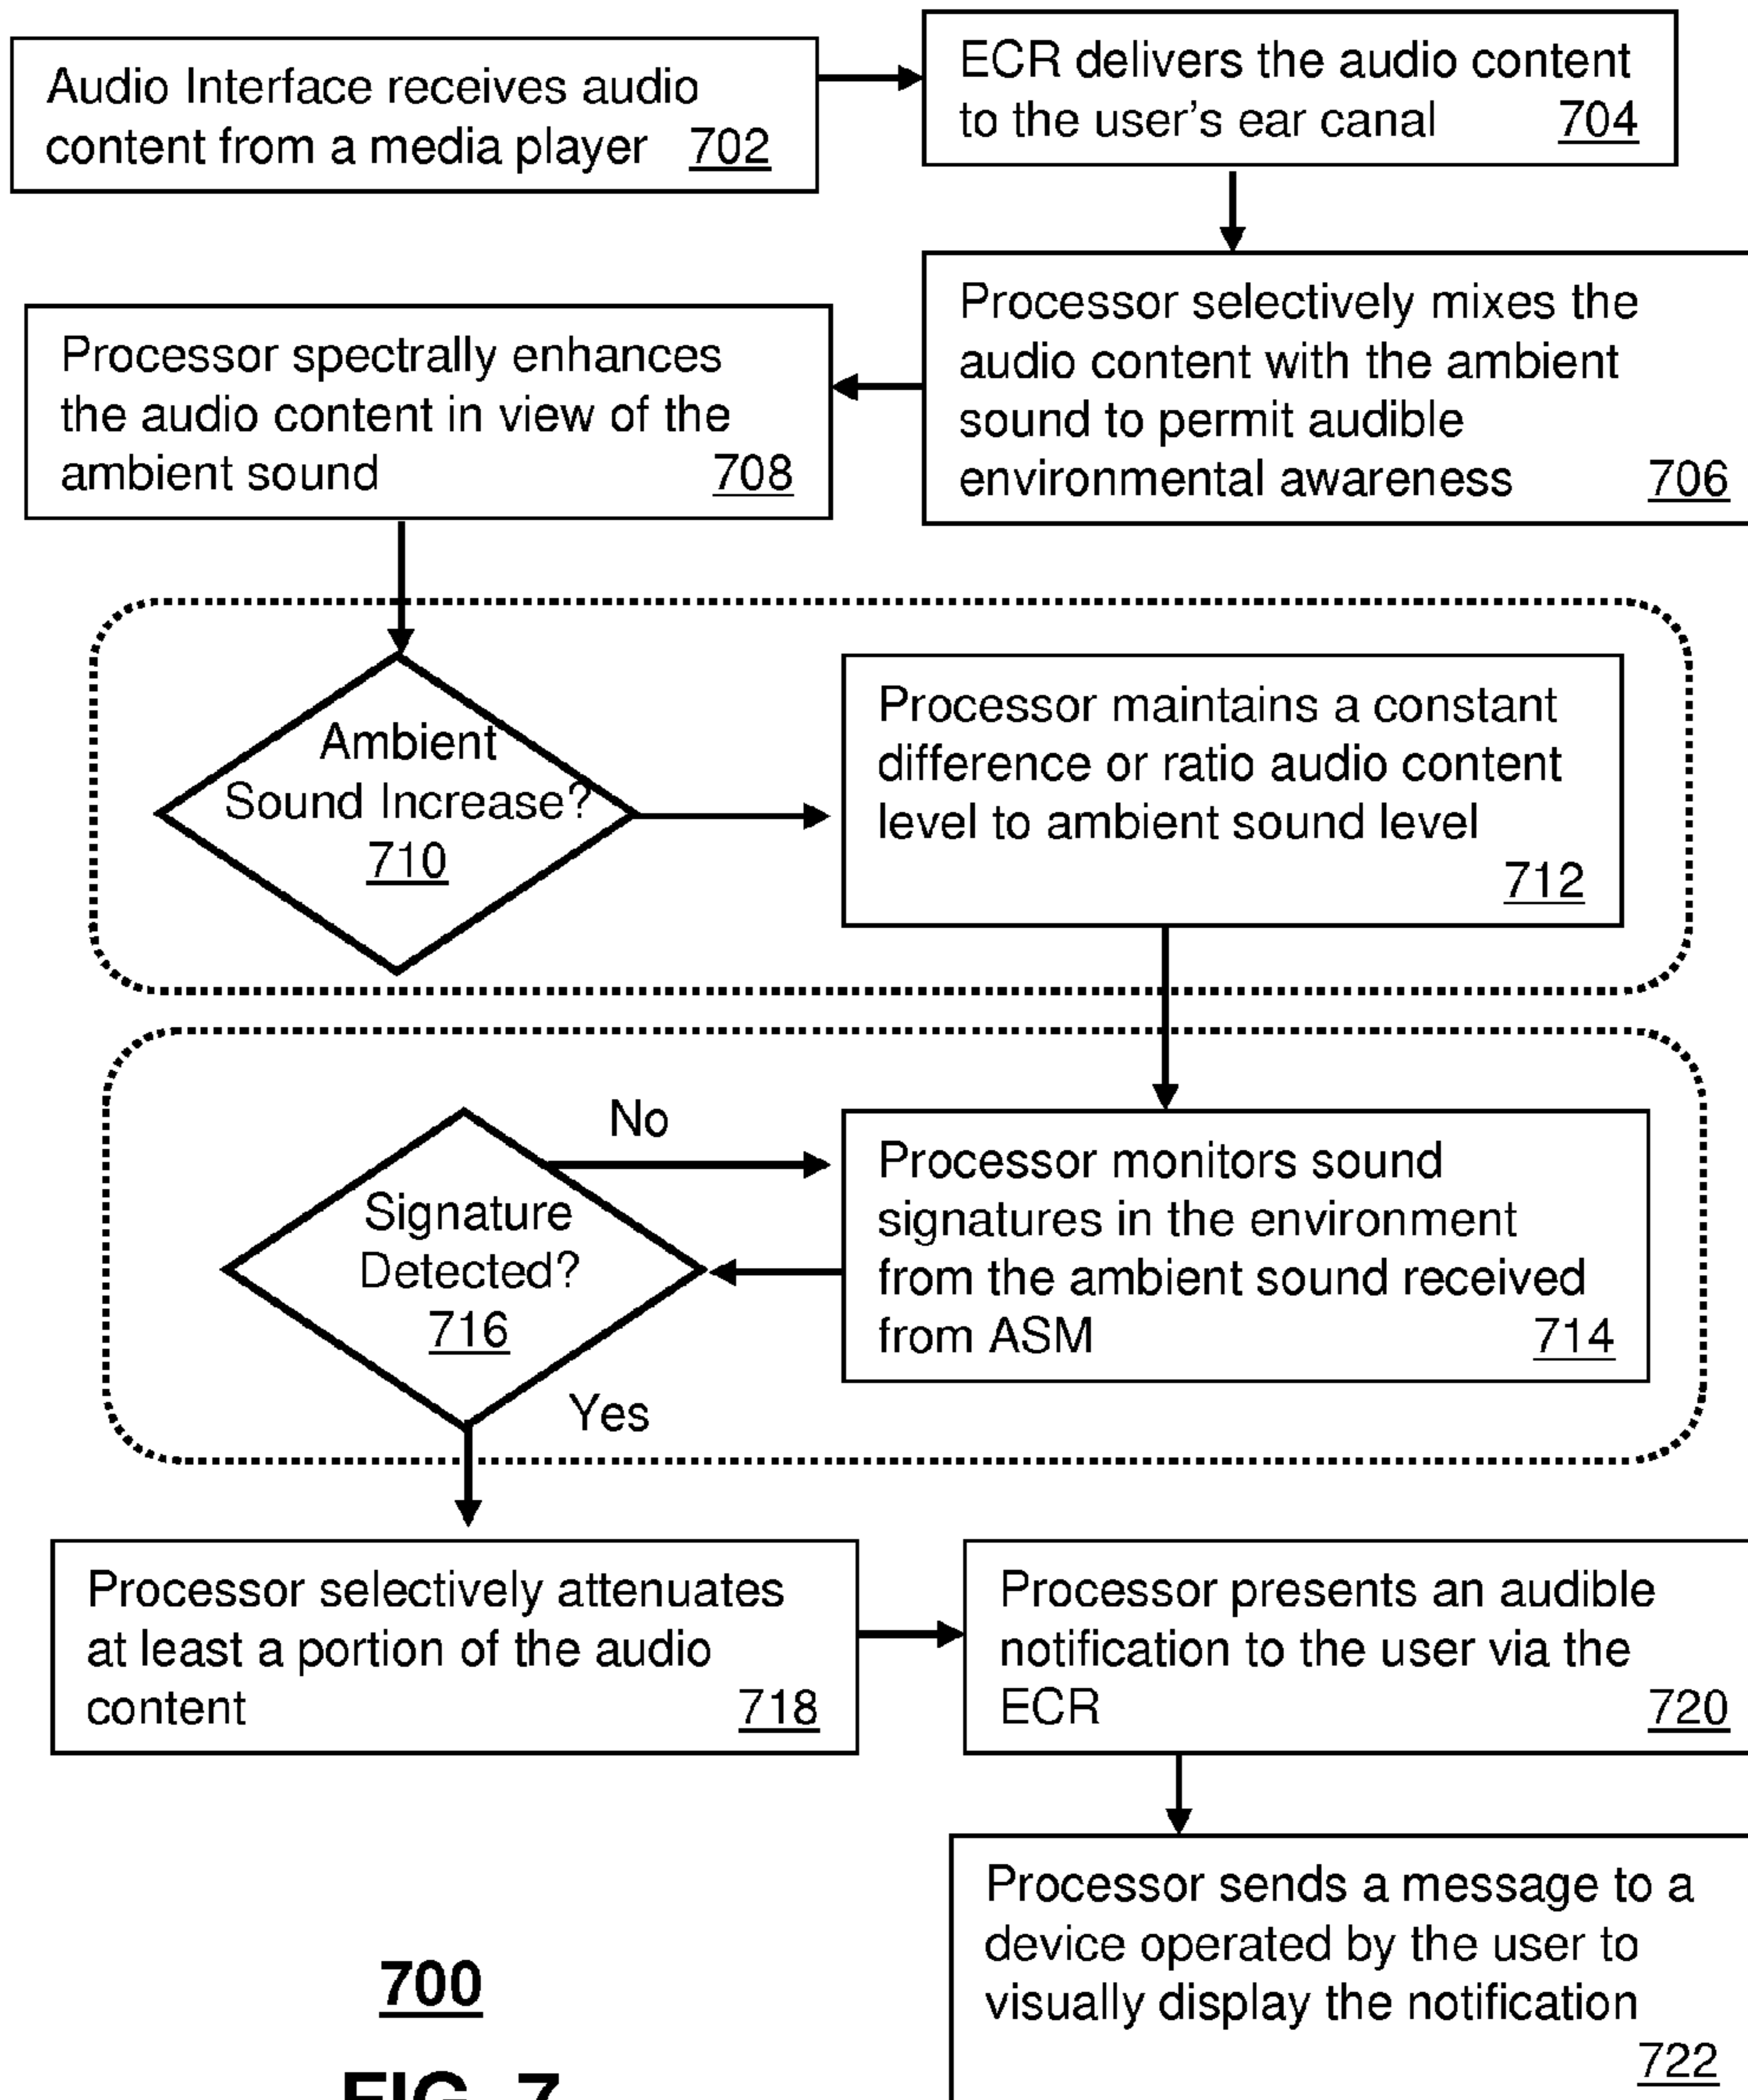 Audio Interface receives audio
content from a media player 702
ECR delivers the audio content
to the user's ear canal 704
Processor selectively mixes the
audio content with the ambient
sound to permit audible
environmental awareness 706
Processor spectrally enhances
the audio content in view of the
ambient sound 708
Ambient
Sound Increase?
710
Processor maintains a constant
difference or ratio audio content
level to ambient sound level
712
No
Processor monitors sound
signatures in the environment
from the ambient sound received
from ASM 714
Signature
Detected?
716
Yes
Processor selectively attenuates
at least a portion of the audio
content 718
Processor presents an audible
notification to the user via the
ECR 720
Processor sends a message to a
device operated by the user to
visually display the notification
722
700
FIG. 7